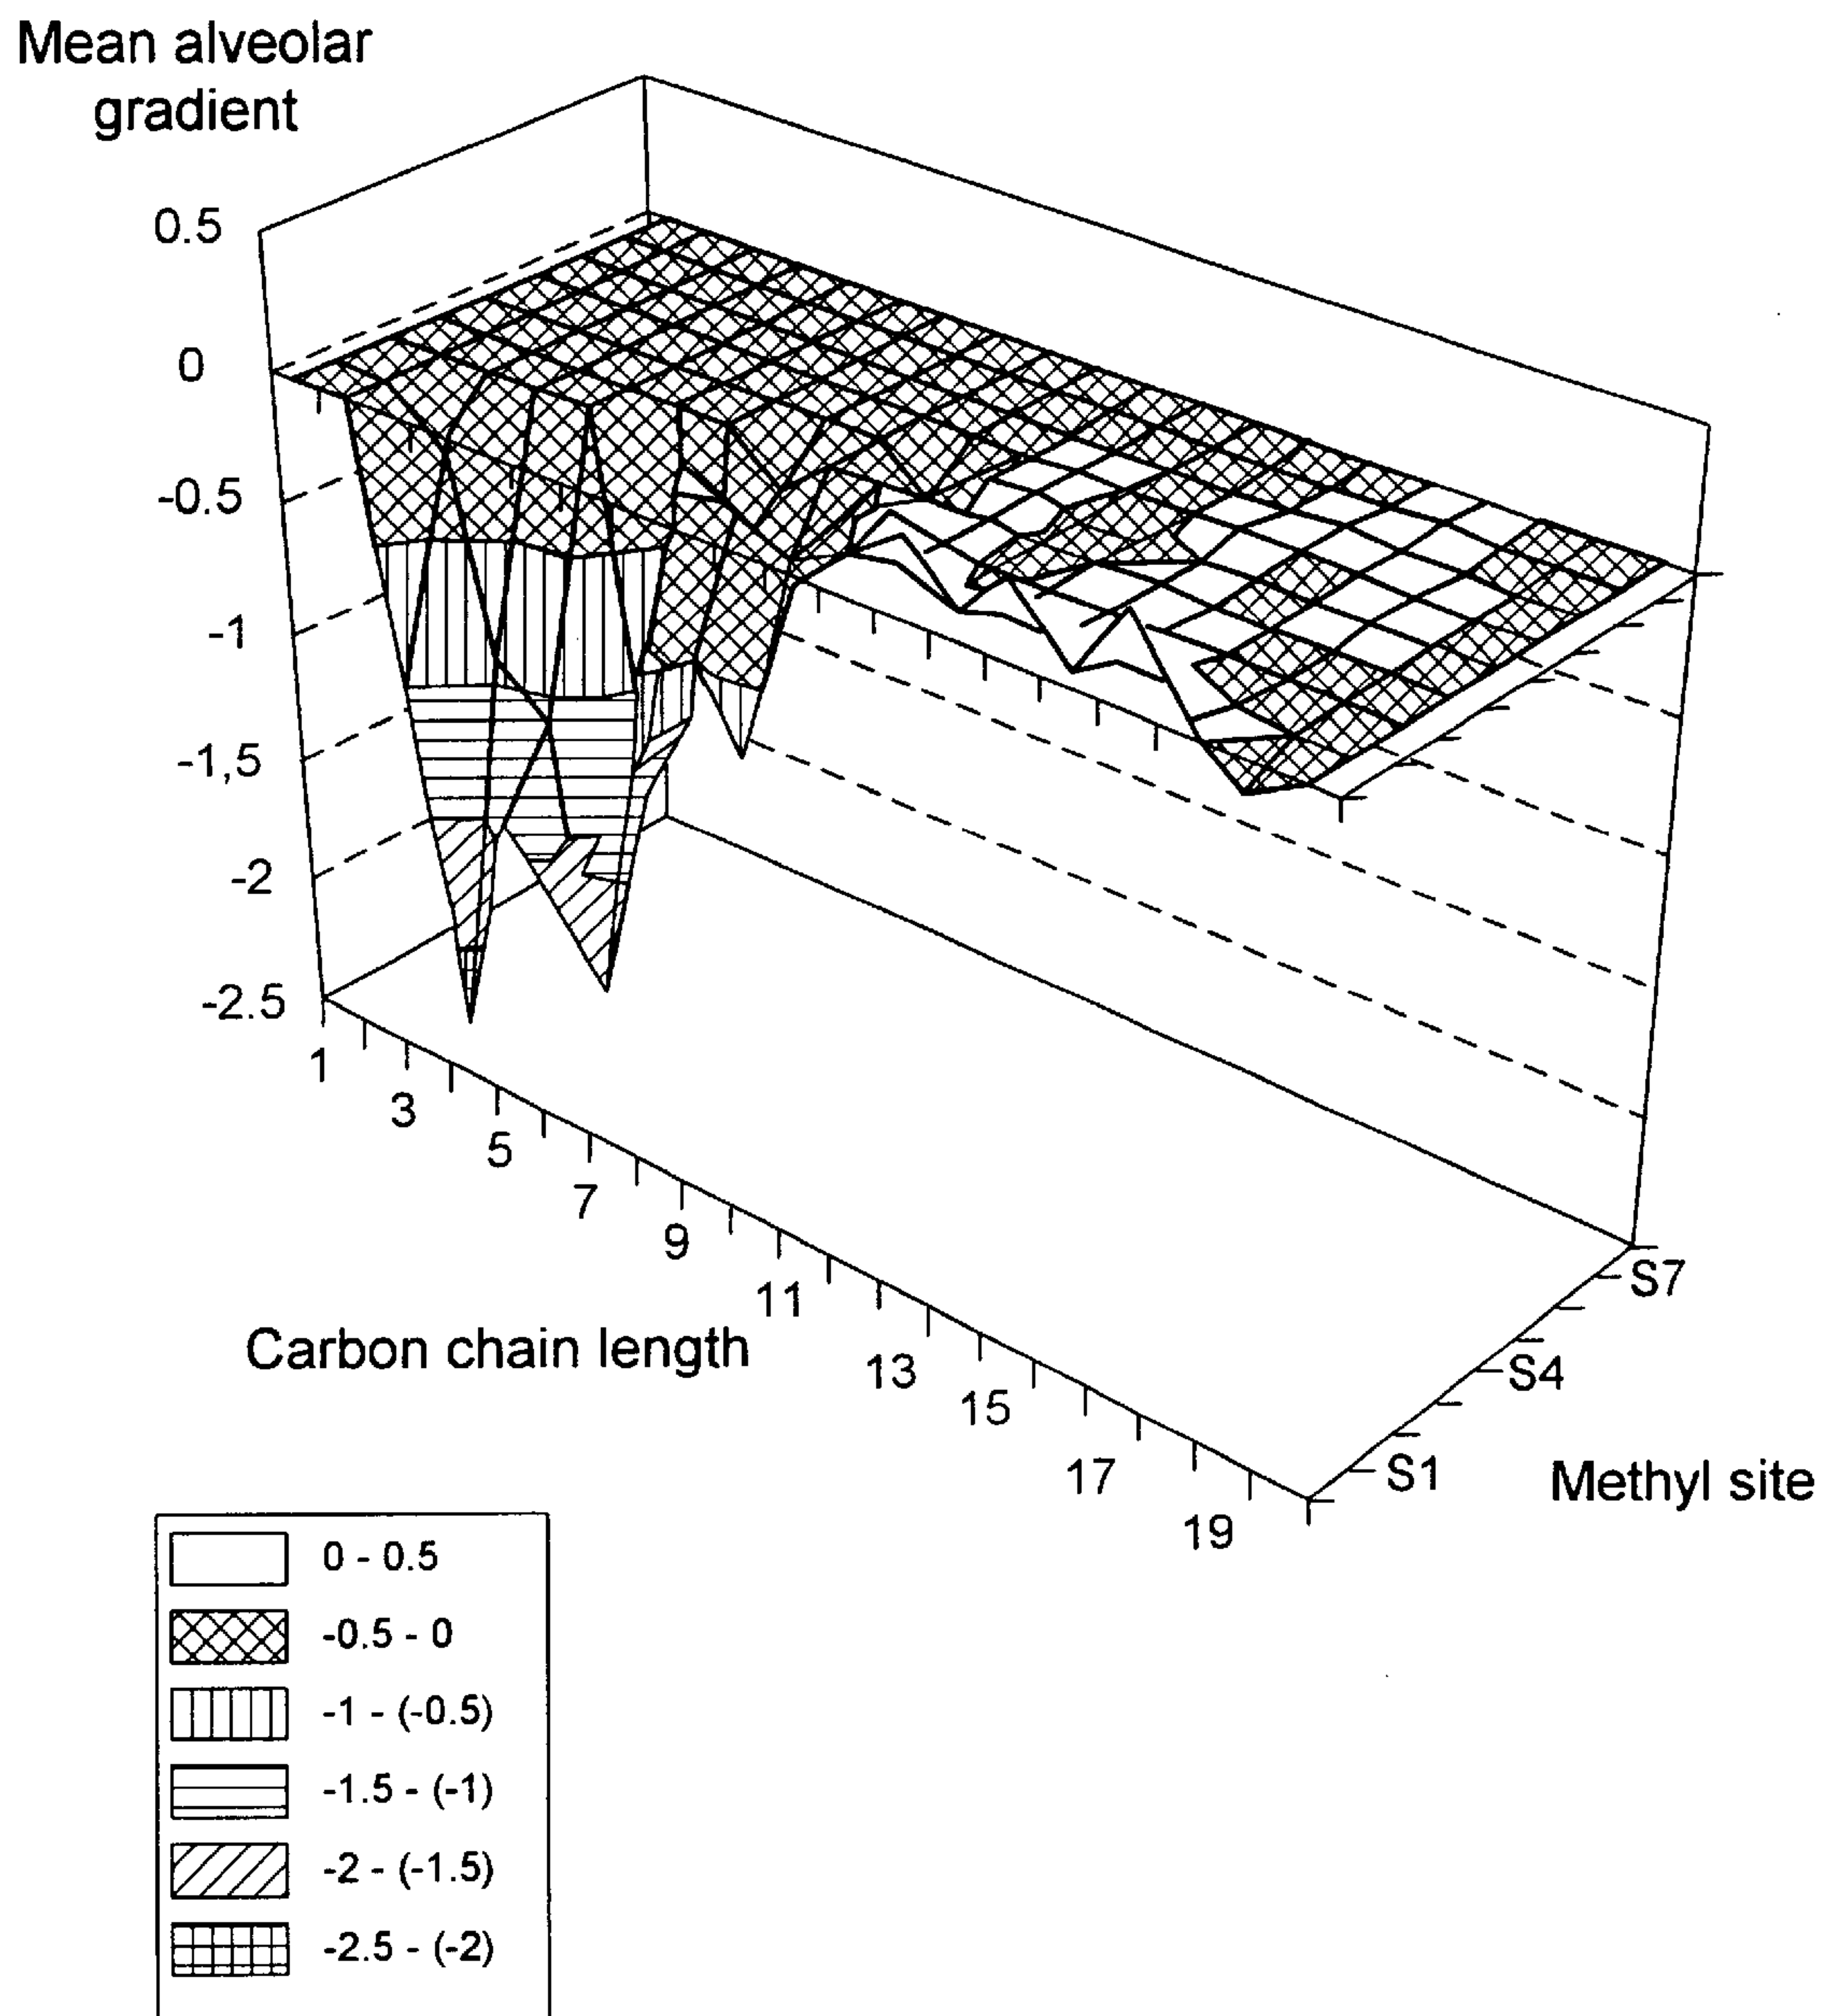 Mean alveolar
gradient
0.5
0
-0.5
-1
-1,5
-2
-2.5
1
3
5
7
9
11
13
15
17
19
Carbon chain length
S7
S4
S1
Methyl site
0 - 0.5
-0.5 - 0
-1 - (-0.5)
-1.5 - (-1)
-2 - (-1.5)
-2.5 - (-2)